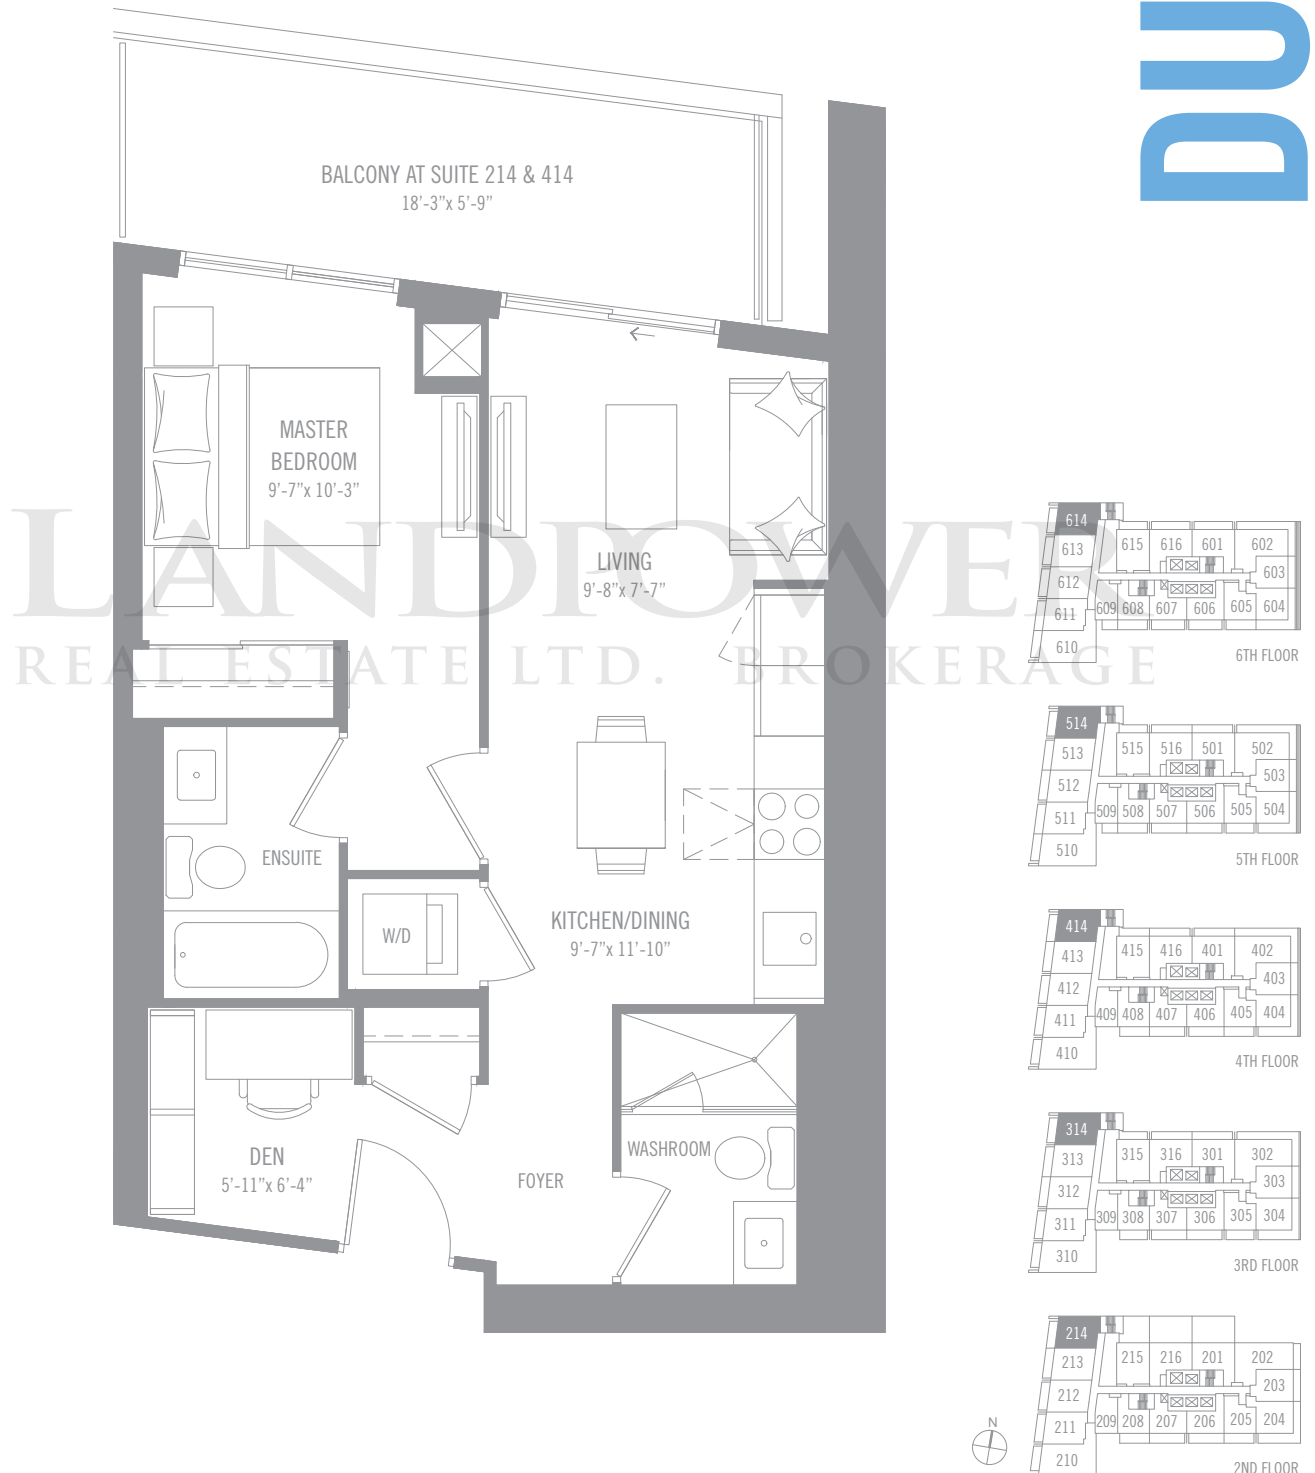 DU
BALCONY AT SUITE 214 & 414
18'-3"x 5'-9"
MASTER
BEDROOM
9'-7"x 10'-3"
LIVING
9'-8"x 7'-7"
LANDPOWER
REAL ESTATE LTD. BROKERAGE
ENSUITE
W/D
KITCHEN/DINING
9'-7"x 11'-10"
DEN
5'-11"x 6'-4"
FOYER
WASHROOM
614
613
615 616 601 602
612
603
611
609 608 607 606 605 604
610
6TH FLOOR
514
513
515 516 501 502
512
503
511
509 508 507 506 505 504
510
5TH FLOOR
414
413
415 416 401 402
412
403
411
409 408 407 406 405 404
410
4TH FLOOR
314
313
315 316 301 302
312
303
311
309 308 307 306 305 304
310
3RD FLOOR
214
213
215 216 201 202
212
203
211
209 208 207 206 205 204
210
2ND FLOOR
N